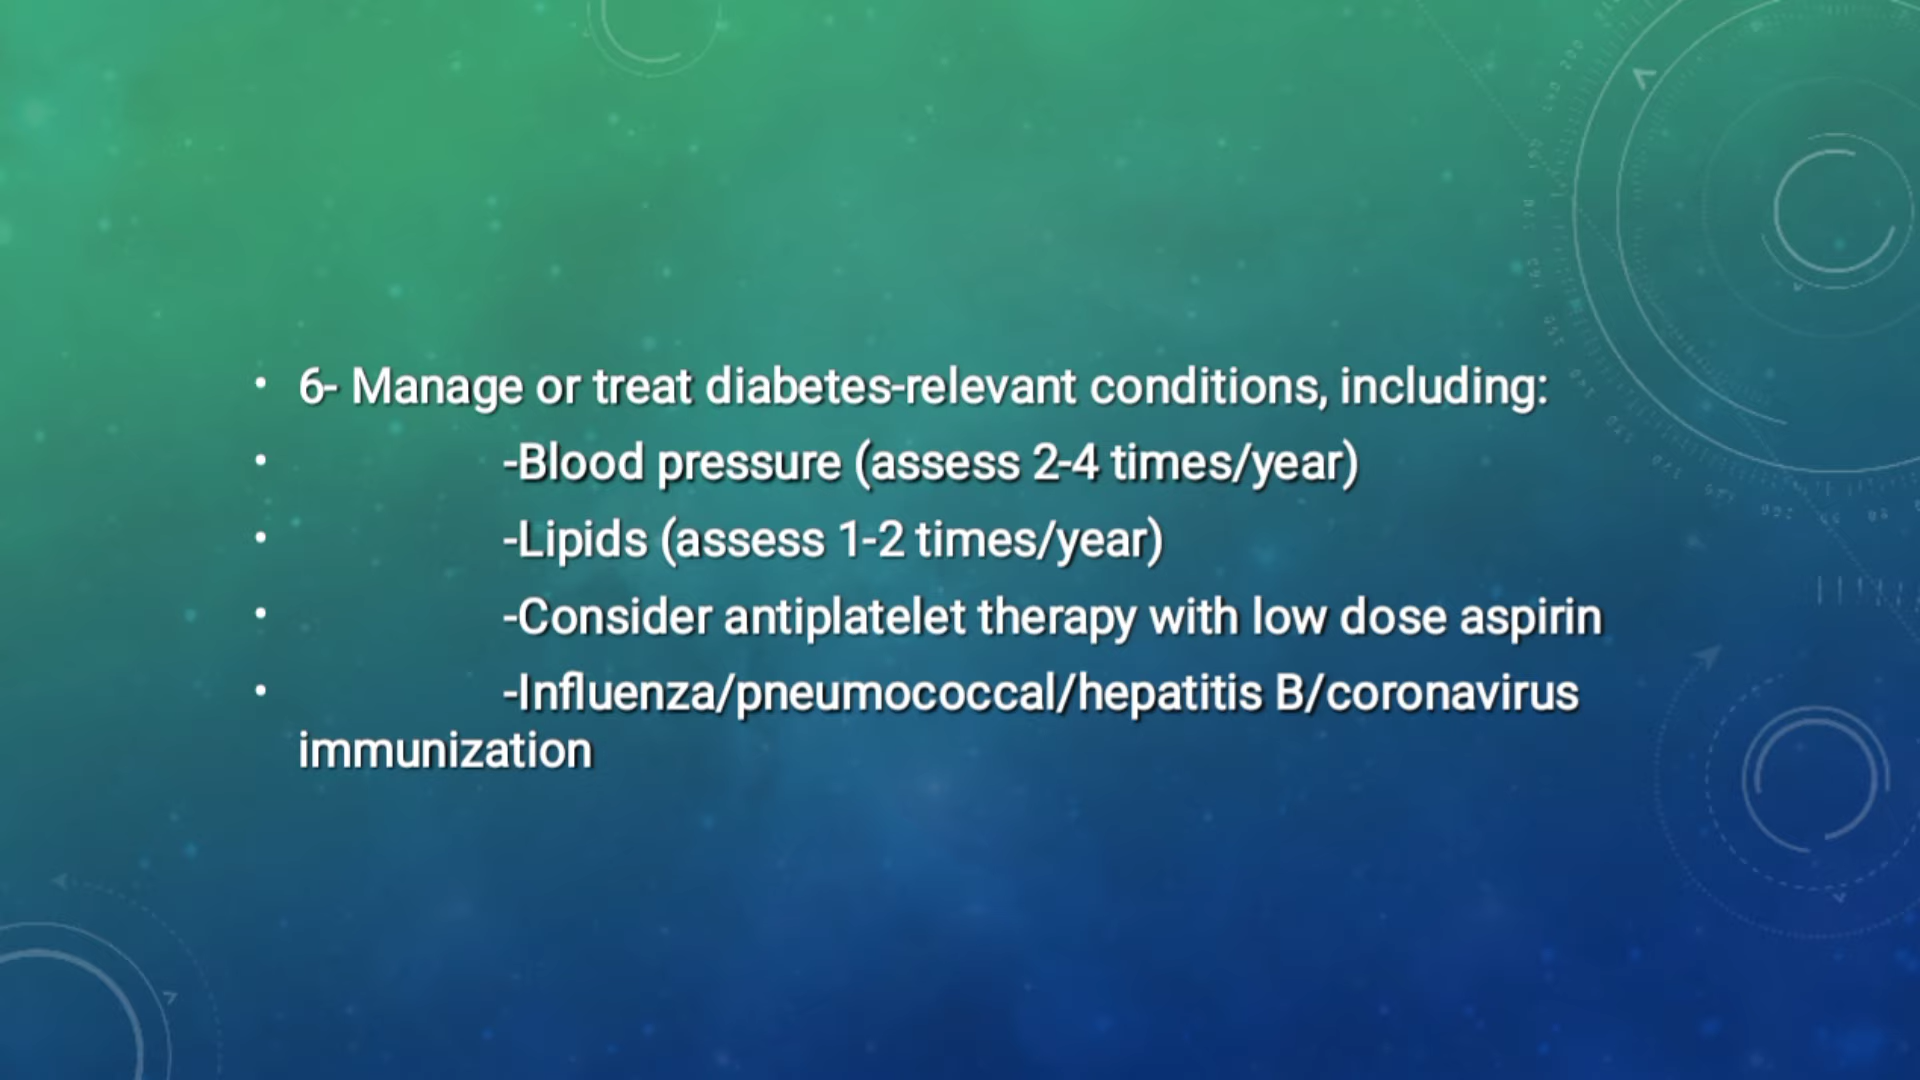 • 6- Manage or treat diabetes-relevant conditions, including:
• -Blood pressure (assess 2-4 times/year)
• -Lipids (assess 1-2 times/year)
• -Consider antiplatelet therapy with low dose aspirin
• -Influenza/pneumococcal/hepatitis B/coronavirus
immunization